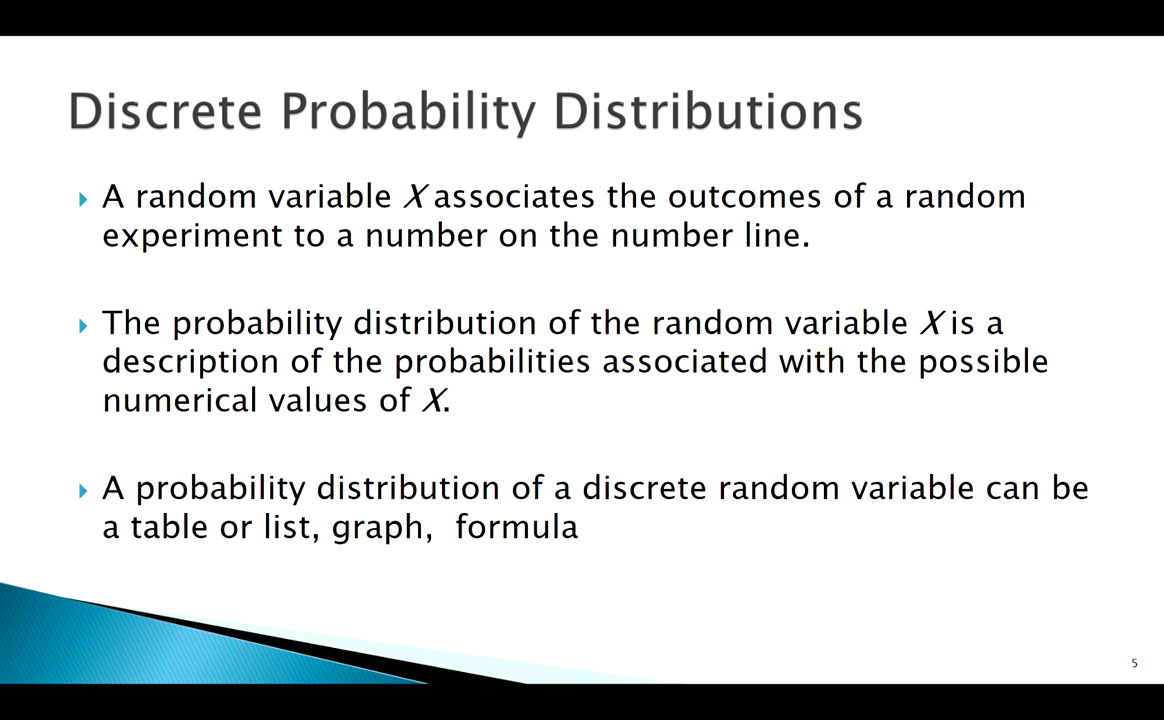 Discrete Probability Distributions
A random variable X associates the outcomes of a random
experiment to a number on the number line.
The probability distribution of the random variable X is a
description of the probabilities associated with the possible
numerical values of X.
A probability distribution of a discrete random variable can be
a table or list, graph,  formula
5